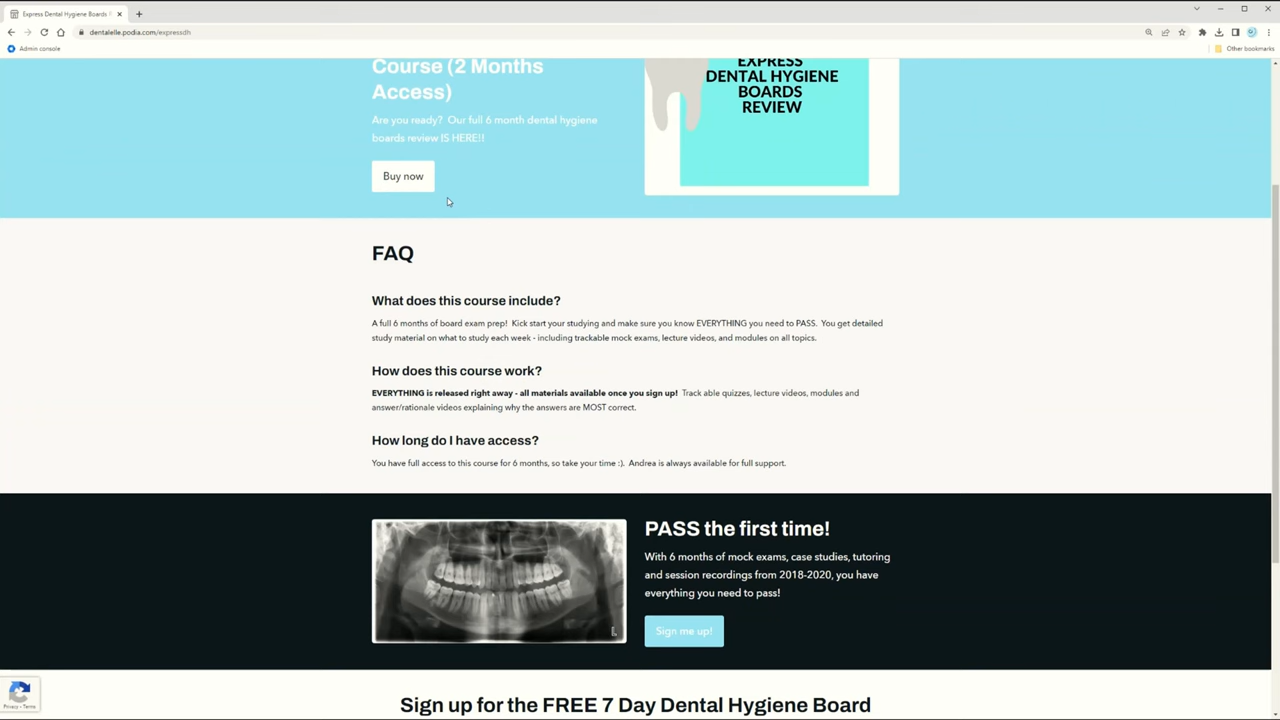 Express Dental Hygiene Boards
dentalelle.podia.com/expressdh
Admin console
Other bookmarks
Course (2 Months
Access)
Are you ready? Our full 6 month dental hygiene
boards review IS HERE!!
Buy now
EXPRESS
DENTAL HYGIENE
BOARDS
REVIEW
FAQ
What does this course include?
A full 6 months of board exam prep! Kick start your studying and make sure you know EVERYTHING you need to PASS. You get detailed
study material on what to study each week - including trackable mock exams, lecture videos, and modules on all topics.
How does this course work?
EVERYTHING is released right away - all materials available once you sign up! Track able quizzes, lecture videos, modules and
answer/rationale videos explaining why the answers are MOST correct.
How long do I have access?
You have full access to this course for 6 months, so take your time :). Andrea is always available for full support.
L
PASS the first time!
With 6 months of mock exams, case studies, tutoring
and session recordings from 2018-2020, you have
everything you need to pass!
Sign me up!
Privacy - Terms
Sign up for the FREE 7 Day Dental Hygiene Board